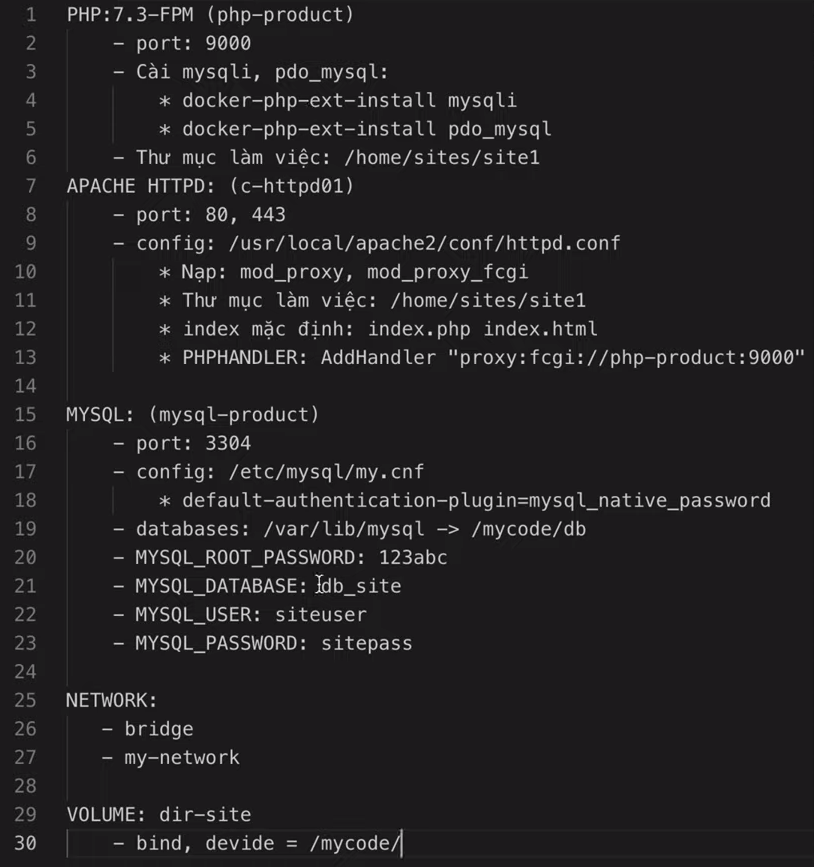 1 PHP:7.3-FPM (php-product)
2 - port: 9000
3 - Cài mysqli, pdo_mysql:
4 * docker-php-ext-install mysqli
5 * docker-php-ext-install pdo_mysql
6 - Thư mục làm việc: /home/sites/site1
7 APACHE HTTPD: (c-httpd01)
8 - port: 80, 443
9 - config: /usr/local/apache2/conf/httpd.conf
10 * Nạp: mod_proxy, mod_proxy_fcgi
11 * Thư mục làm việc: /home/sites/site1
12 * index mặc định: index.php index.html
13 * PHPHANDLER: AddHandler "proxy:fcgi://php-product:9000"
14
15 MYSQL: (mysql-product)
16 - port: 3304
17 - config: /etc/mysql/my.cnf
18 * default-authentication-plugin=mysql_native_password
19 - databases: /var/lib/mysql -> /mycode/db
20 - MYSQL_ROOT_PASSWORD: 123abc
21 - MYSQL_DATABASE: db_site
22 - MYSQL_USER: siteuser
23 - MYSQL_PASSWORD: sitepass
24
25 NETWORK:
26 - bridge
27 - my-network
28
29 VOLUME: dir-site
30 - bind, devide = /mycode/